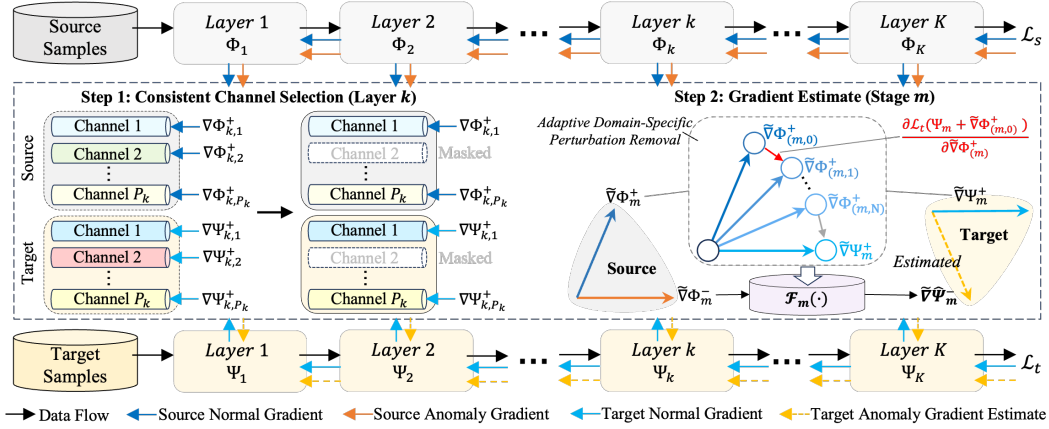 Source Samples
Layer 1
Φ₁
Layer 2
Φ₂
...
Layer k
Φₖ
...
Layer K
Φ_K
ℒₛ
Step 1: Consistent Channel Selection (Layer k)
Source
Channel 1
∇Φ⁺ₖ,₁
Channel 2
∇Φ⁺ₖ,₂
Channel Pₖ
∇Φ⁺ₖ,Pₖ
Target
Channel 1
∇Ψ⁺ₖ,₁
Channel 2
∇Ψ⁺ₖ,₂
Channel Pₖ
∇Ψ⁺ₖ,Pₖ
Channel 1
∇Φ⁺ₖ,₁
Channel 2
Masked
Channel Pₖ
∇Φ⁺ₖ,Pₖ
Channel 1
∇Ψ⁺ₖ,₁
Channel 2
Masked
Channel Pₖ
∇Ψ⁺ₖ,Pₖ
Step 2: Gradient Estimate (Stage m)
Adaptive Domain-Specific
Perturbation Removal
∇̃Φ⁺(m,0)
∇̃Φ⁺(m,1)
∇̃Φ⁺(m,N)
∇̃Ψ⁺m
∂ℒₜ(Ψm + ∇̃Φ⁺(m,0) )
∂∇̃Φ⁺(m)
∇̃Φ⁺m
Source
∇̃Φ⁻m
ℱm(·)
∇̃Ψ⁺m
Target
Estimated
∇̃Ψ̂⁻m
Target Samples
Layer 1
Ψ₁
Layer 2
Ψ₂
...
Layer k
Ψₖ
...
Layer K
Ψ_K
ℒₜ
Data Flow
Source Normal Gradient
Source Anomaly Gradient
Target Normal Gradient
Target Anomaly Gradient Estimate